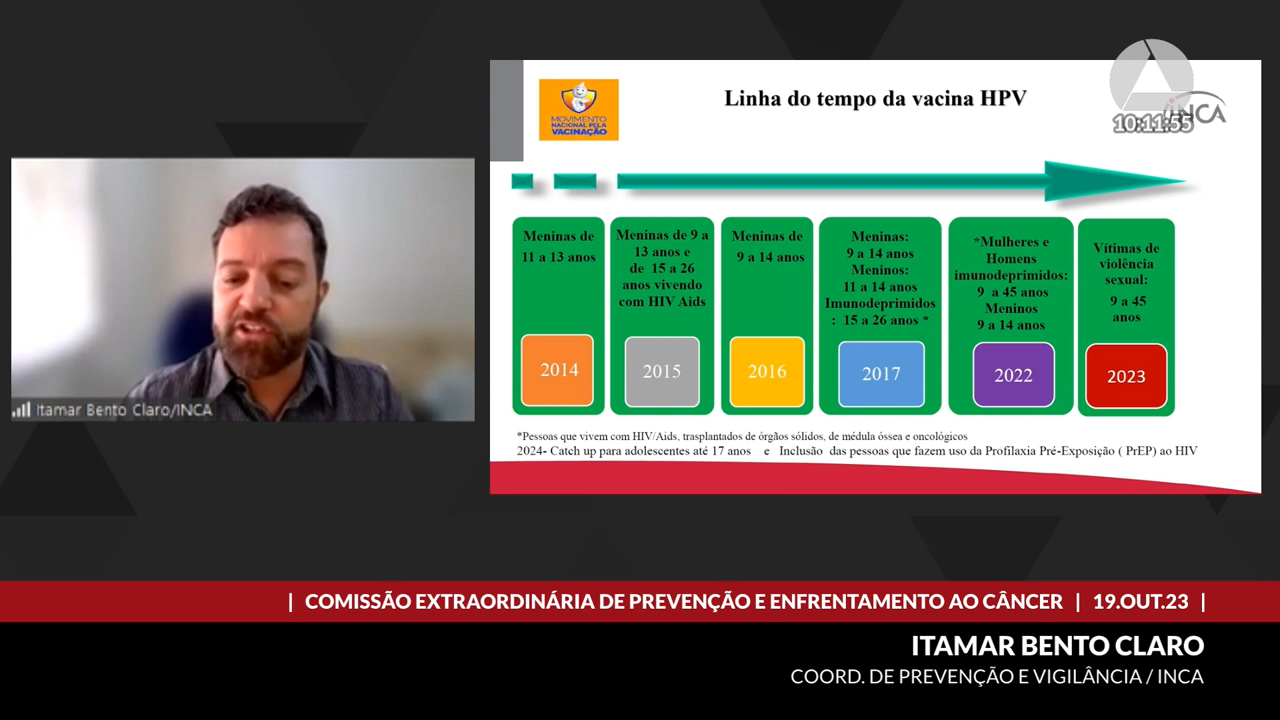 MOVIMENTO
NACIONAL PELA
VACINAÇÃO
Linha do tempo da vacina HPV
INCA
10:11:55
Meninas de
11 a 13 anos
2014
Meninas de 9 a
13 anos e
de 15 a 26
anos vivendo
com HIV Aids
2015
Meninas de
9 a 14 anos
2016
Meninas:
9 a 14 anos
Meninos:
11 a 14 anos
Imunodeprimidos
: 15 a 26 anos *
2017
*Mulheres e
Homens
imunodeprimidos:
9 a 45 anos
Meninos
9 a 14 anos
2022
Vítimas de
violência
sexual:
9 a 45
anos
2023
*Pessoas que vivem com HIV/Aids, trasplantados de órgãos sólidos, de médula óssea e oncológicos
2024- Catch up para adolescentes até 17 anos e Inclusão das pessoas que fazem uso da Profilaxia Pré-Exposição ( PrEP) ao HIV
Itamar Bento Claro/INCA
| COMISSÃO EXTRAORDINÁRIA DE PREVENÇÃO E ENFRENTAMENTO AO CÂNCER | 19.OUT.23 |
ITAMAR BENTO CLARO
COORD. DE PREVENÇÃO E VIGILÂNCIA / INCA